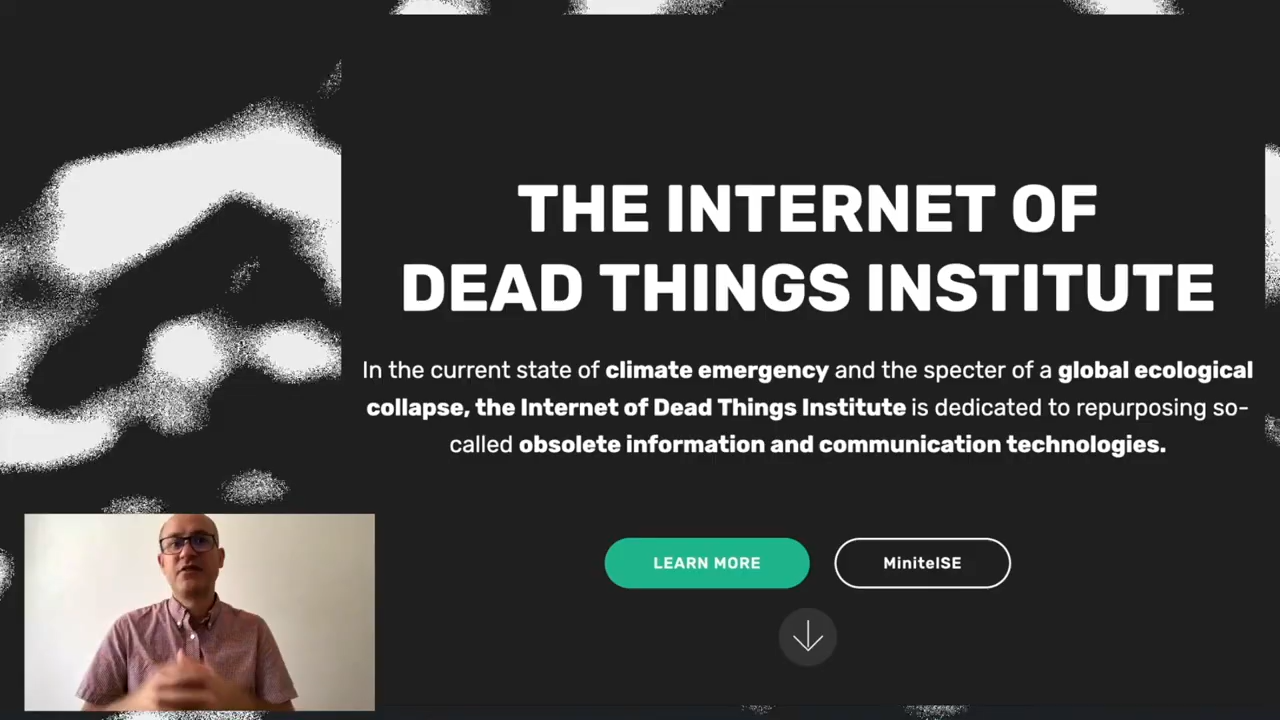 THE INTERNET OF
DEAD THINGS INSTITUTE
In the current state of climate emergency and the specter of a global ecological
collapse, the Internet of Dead Things Institute is dedicated to repurposing so-
called obsolete information and communication technologies.
LEARN MORE
MinitelSE